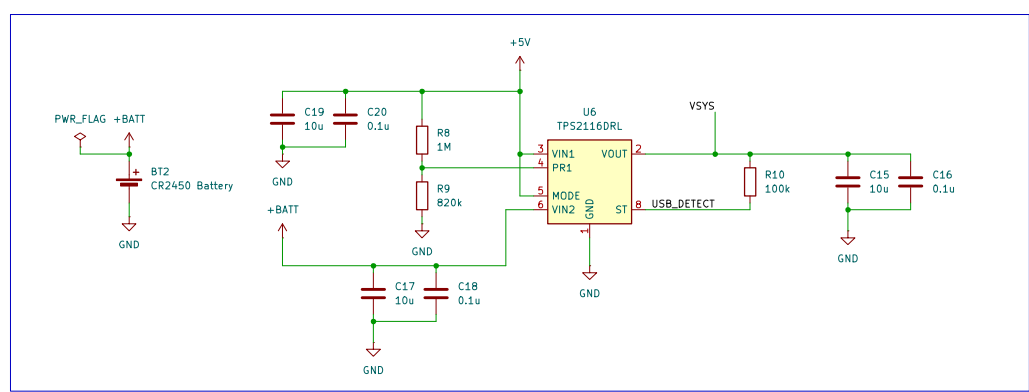 +5V
VSYS
U6
TPS2116DRL
C19
10u
C20
0.1u
PWR_FLAG
+BATT
R8
1M
3
VIN1
VOUT
2
4
PR1
GND
BT2
CR2450 Battery
+
R9
820k
5
MODE
6
VIN2
GND
ST
8
USB_DETECT
1
R10
100k
C15
10u
C16
0.1u
+BATT
GND
GND
GND
GND
C17
10u
C18
0.1u
GND